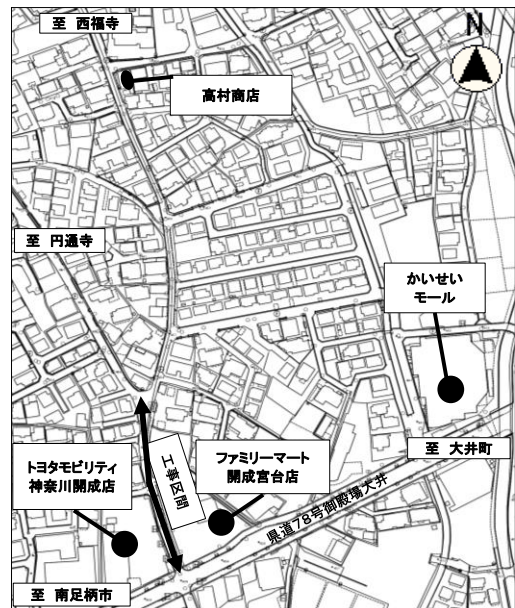 至 西福寺
N
高村商店
至 円通寺
かいせい
モール
至 大井町
トヨタモビリティ
神奈川開成店
工事区間
ファミリーマート
開成宮台店
県道78号御殿場大井
至 南足柄市